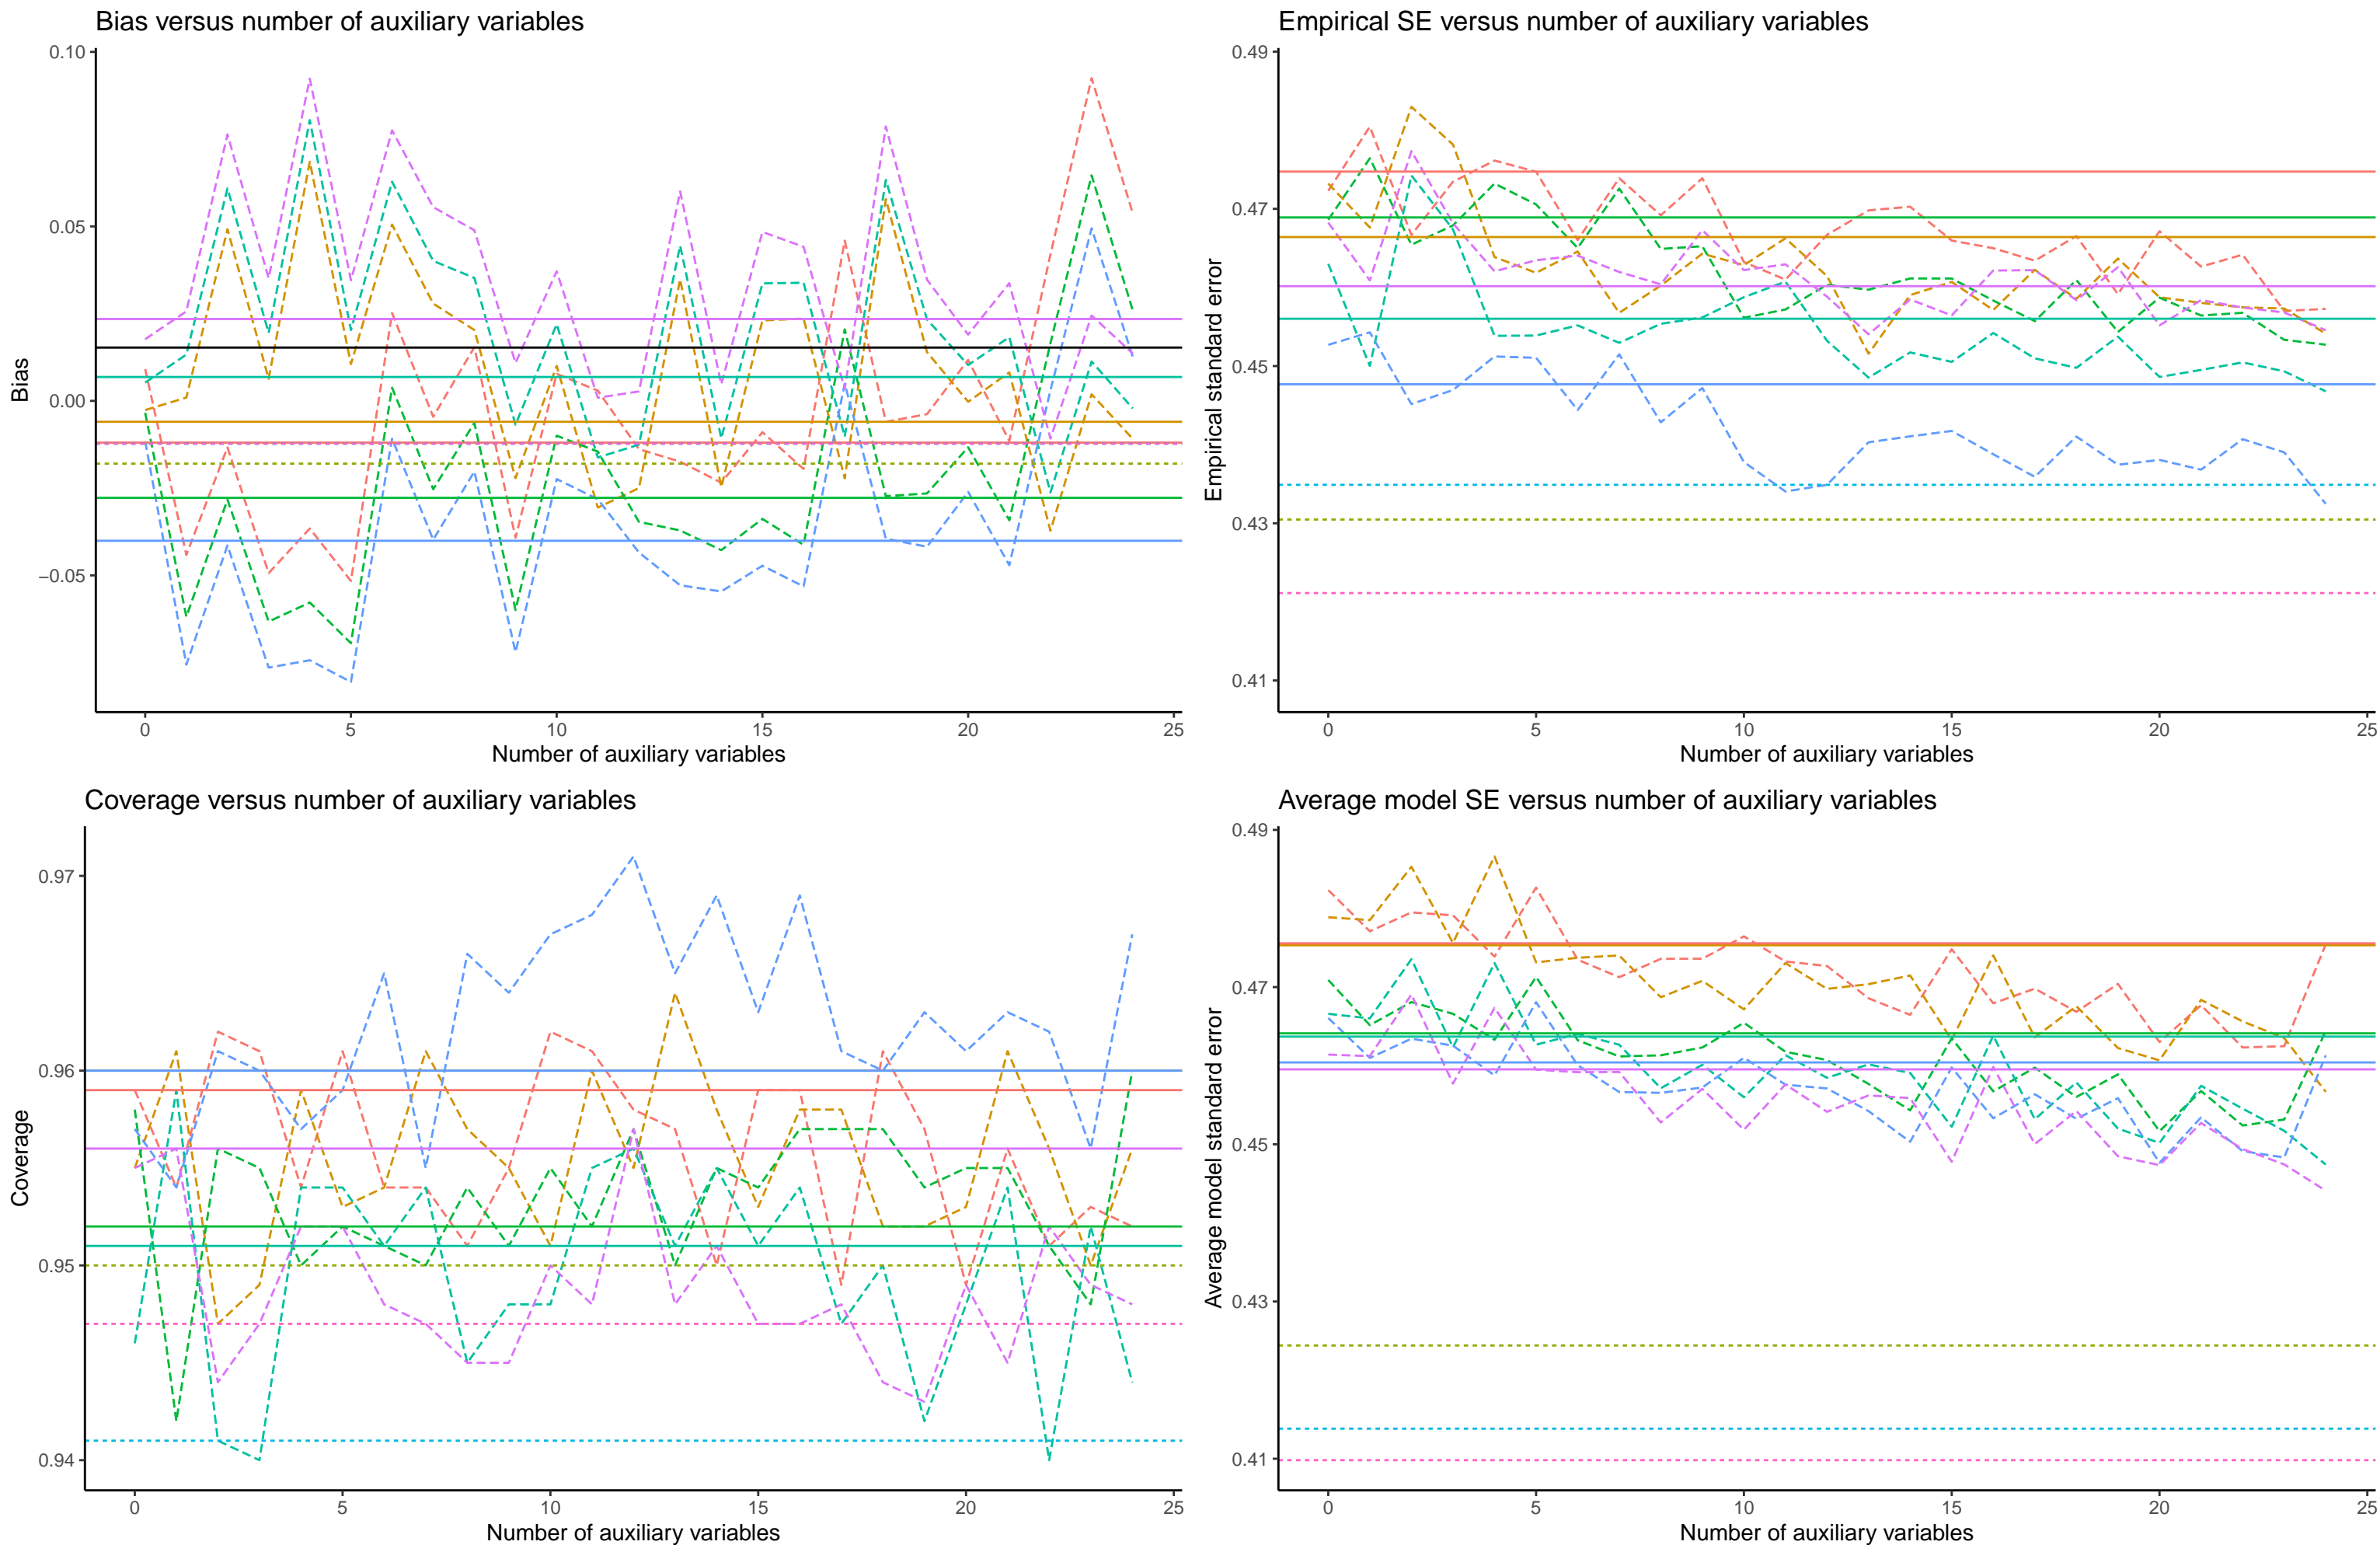 Bias versus number of auxiliary variables
0.10
0.05
0.00
−0.05
Bias
0 5 10 15 20 25
Number of auxiliary variables
Empirical SE versus number of auxiliary variables
0.49
0.47
0.45
0.43
0.41
Empirical standard error
0 5 10 15 20 25
Number of auxiliary variables
Coverage versus number of auxiliary variables
0.97
0.96
0.95
0.94
Coverage
0 5 10 15 20 25
Number of auxiliary variables
Average model SE versus number of auxiliary variables
0.49
0.47
0.45
0.43
0.41
Average model standard error
0 5 10 15 20 25
Number of auxiliary variables